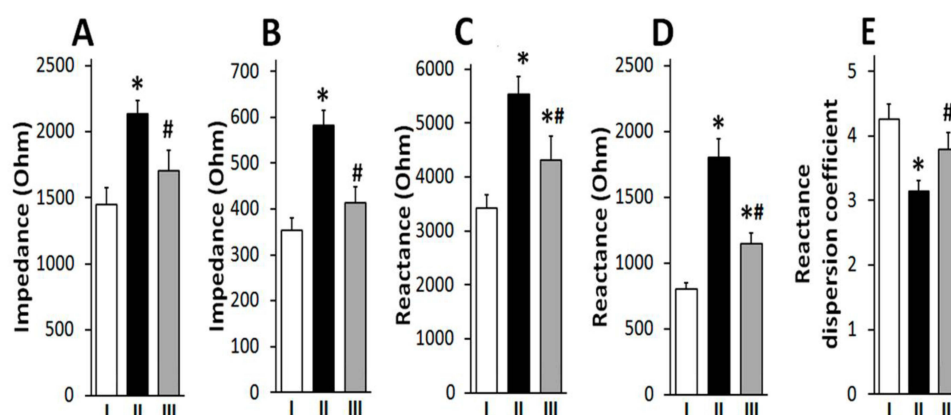 A
Impedance (Ohm)
2500
2000
1500
1000
500
0
*
#
I II III
B
Impedance (Ohm)
700
600
500
400
300
200
100
0
*
#
I II III
C
Reactance (Ohm)
6000
5000
4000
3000
2000
1000
0
*
*#
I II III
D
Reactance (Ohm)
2500
2000
1500
1000
500
0
*
*#
I II III
E
Reactance
dispersion coefficient
5
4
3
2
1
0
*
#
I II